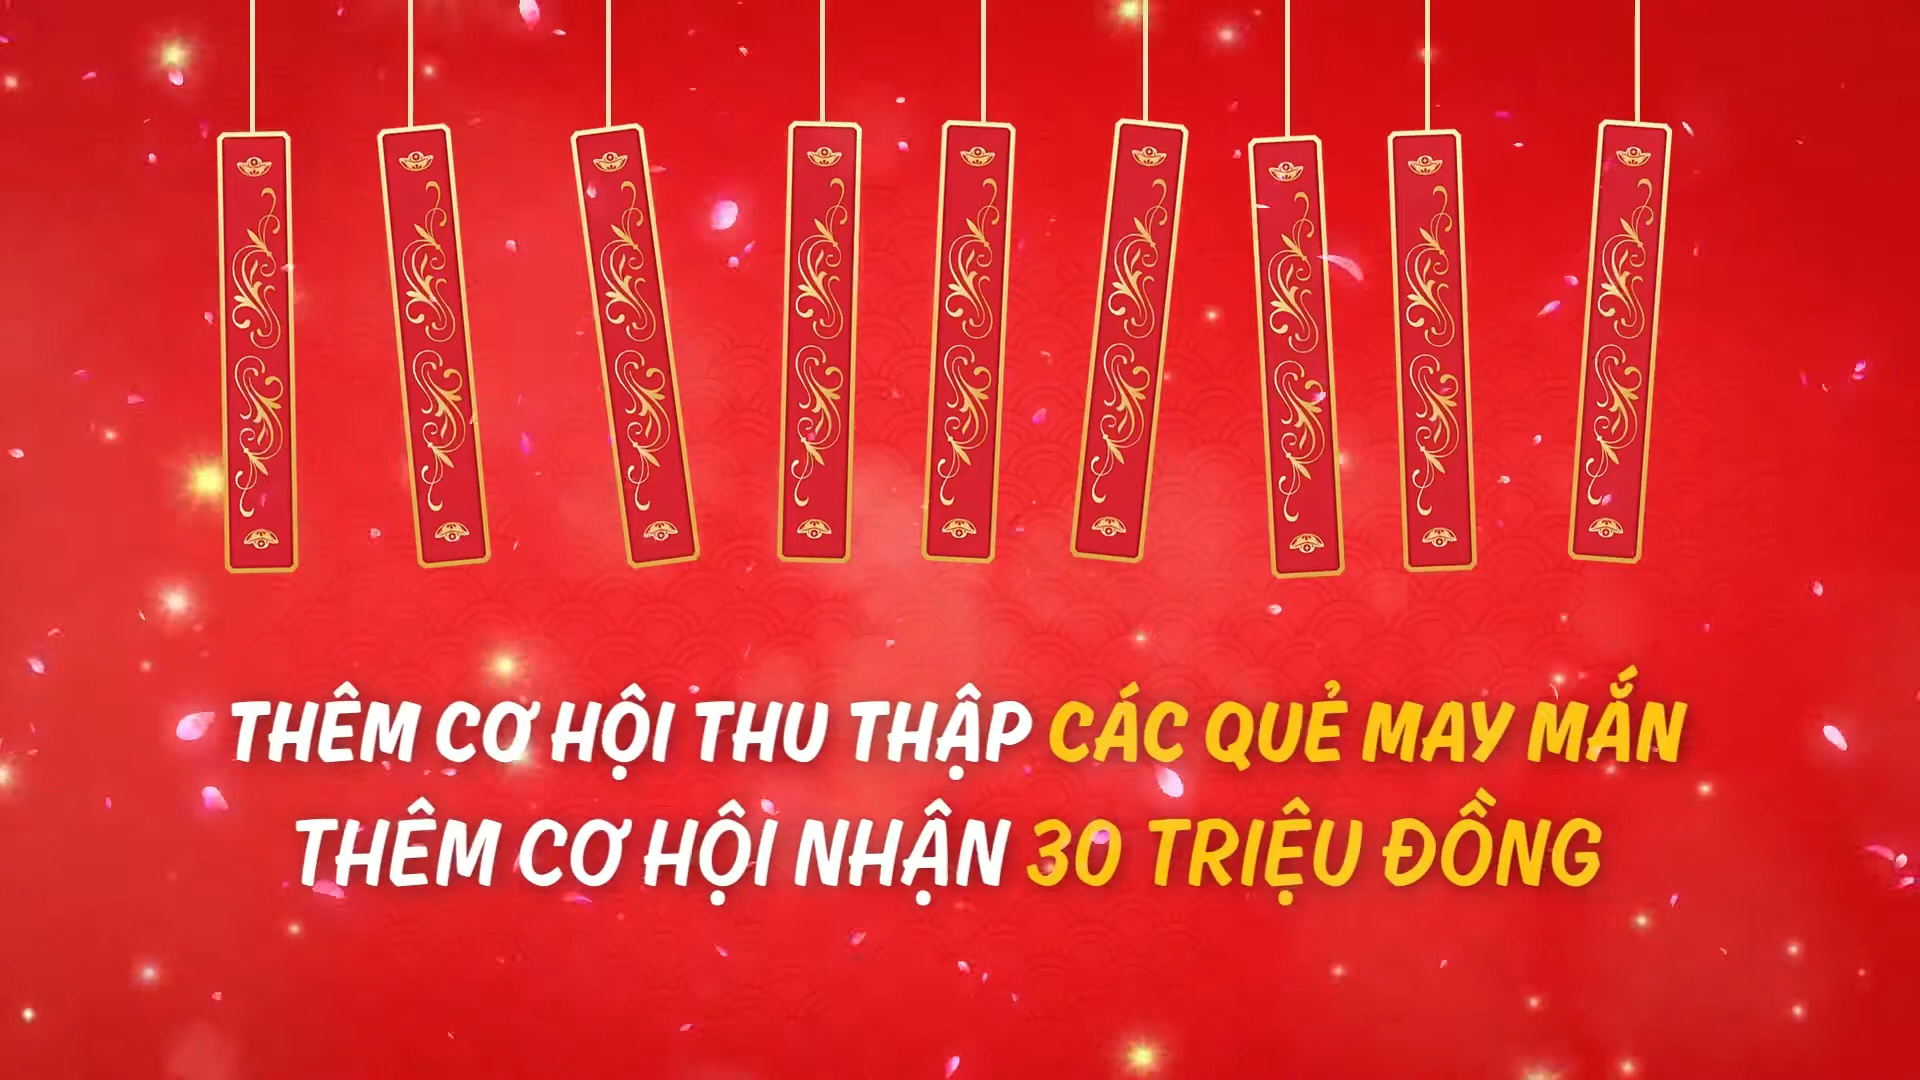 THÊM CƠ HỘI THU THẬP CÁC QUẺ MAY MẮN
THÊM CƠ HỘI NHẬN 30 TRIỆU ĐỒNG